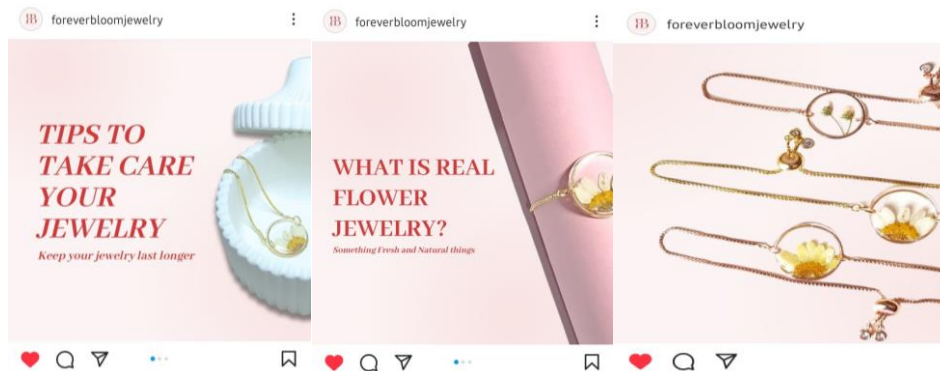 foreverbloomjewelry
TIPS TO
TAKE CARE
YOUR
JEWELRY
Keep your jewelry last longer
foreverbloomjewelry
WHAT IS REAL
FLOWER
JEWELRY?
Something Fresh and Natural things
foreverbloomjewelry